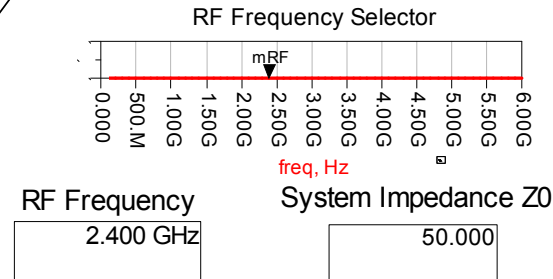 RF Frequency Selector
mRF
0.000
500.M
1.00G
1.50G
2.00G
2.50G
3.00G
3.50G
4.00G
4.50G
5.00G
5.50G
6.00G
freq, Hz
RF Frequency
System Impedance Z0
2.400 GHz
50.000